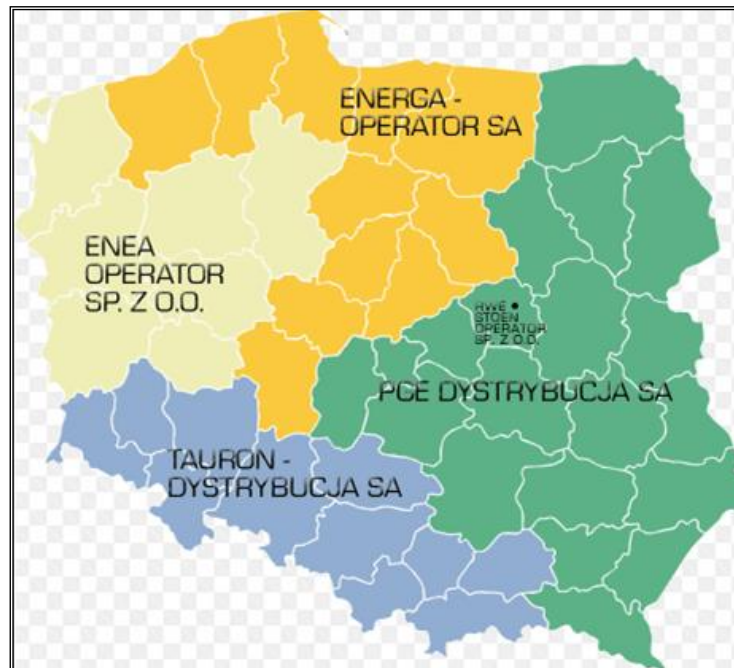 ENERGA -
OPERATOR SA
ENEA
OPERATOR
SP. Z O.O.
RWE
STOEN
OPERATOR
SP. Z O.O.
PGE DYSTRYBUCJA SA
TAURON -
DYSTRYBUCJA SA